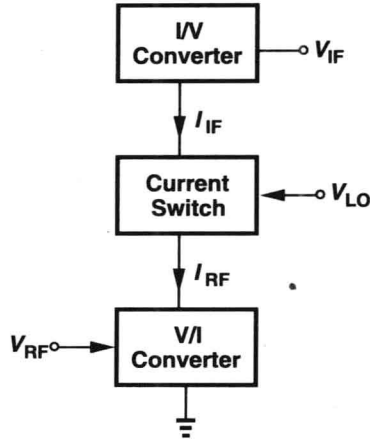 I/V
Converter
V_IF
I_IF
Current
Switch
V_LO
I_RF
V/I
Converter
V_RF